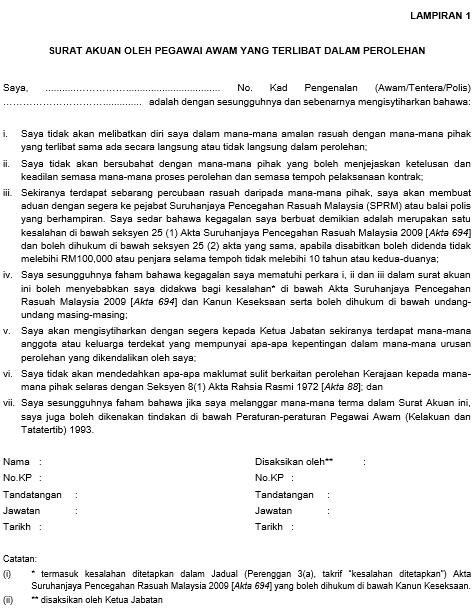 LAMPIRAN 1
SURAT AKUAN OLEH PEGAWAI AWAM YANG TERLIBAT DALAM PEROLEHAN
Saya, ........................................................ No. Kad Pengenalan (Awam/Tentera/Polis)
............................................ adalah dengan sesungguhnya dan sebenarnya mengisytiharkan bahawa:
i. Saya tidak akan melibatkan diri saya dalam mana-mana amalan rasuah dengan mana-mana pihak
yang terlibat sama ada secara langsung atau tidak langsung dalam perolehan;
ii. Saya tidak akan bersubahat dengan mana-mana pihak yang boleh menjejaskan ketelusan dan
keadilan semasa mana-mana proses perolehan dan semasa tempoh pelaksanaan kontrak;
iii. Sekiranya terdapat sebarang percubaan rasuah daripada mana-mana pihak, saya akan membuat
aduan dengan segera ke pejabat Suruhanjaya Pencegahan Rasuah Malaysia (SPRM) atau balai polis
yang berhampiran. Saya sedar bahawa kegagalan saya berbuat demikian adalah merupakan satu
kesalahan di bawah seksyen 25 (1) Akta Suruhanjaya Pencegahan Rasuah Malaysia 2009 [Akta 694]
dan boleh dihukum di bawah seksyen 25 (2) akta yang sama, apabila disabitkan boleh didenda tidak
melebihi RM100,000 atau penjara selama tempoh tidak melebihi 10 tahun atau kedua-duanya;
iv. Saya sesungguhnya faham bahawa kegagalan saya mematuhi perkara i, ii dan iii dalam surat akuan
ini boleh menyebabkan saya didakwa bagi kesalahan* di bawah Akta Suruhanjaya Pencegahan
Rasuah Malaysia 2009 [Akta 694] dan Kanun Keseksaan serta boleh dihukum di bawah undang-
undang masing-masing;
v. Saya akan mengisytiharkan dengan segera kepada Ketua Jabatan sekiranya terdapat mana-mana
anggota atau keluarga terdekat yang mempunyai apa-apa kepentingan dalam mana-mana urusan
perolehan yang dikendalikan oleh saya;
vi. Saya tidak akan mendedahkan apa-apa maklumat sulit berkaitan perolehan Kerajaan kepada mana-
mana pihak selaras dengan Seksyen 8(1) Akta Rahsia Rasmi 1972 [Akta 88]; dan
vii. Saya sesungguhnya faham bahawa jika saya melanggar mana-mana terma dalam Surat Akuan ini,
saya juga boleh dikenakan tindakan di bawah Peraturan-peraturan Pegawai Awam (Kelakuan dan
Tatatertib) 1993.
Nama : Disaksikan oleh** :
No.KP : No.KP :
Tandatangan : Tandatangan :
Jawatan : Jawatan :
Tarikh : Tarikh :
Catatan:
(i) * termasuk kesalahan ditetapkan dalam Jadual (Perenggan 3(a), takrif "kesalahan ditetapkan") Akta
Suruhanjaya Pencegahan Rasuah Malaysia 2009 [Akta 694] yang boleh dihukum di bawah Kanun Keseksaan.
(ii) ** disaksikan oleh Ketua Jabatan